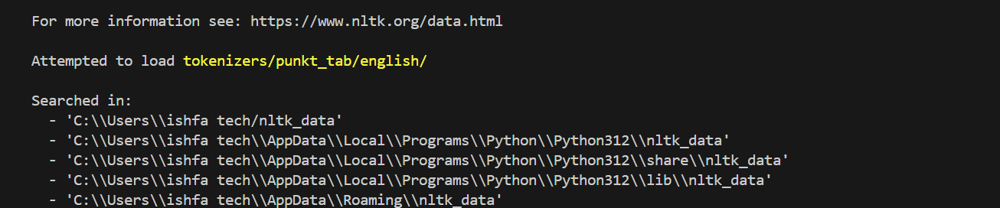 For more information see: https://www.nltk.org/data.html
Attempted to load tokenizers/punkt_tab/english/
Searched in:
- 'C:\\Users\\ishfa tech/nltk_data'
- 'C:\\Users\\ishfa tech\\AppData\\Local\\Programs\\Python\\Python312\\nltk_data'
- 'C:\\Users\\ishfa tech\\AppData\\Local\\Programs\\Python\\Python312\\share\\nltk_data'
- 'C:\\Users\\ishfa tech\\AppData\\Local\\Programs\\Python\\Python312\\lib\\nltk_data'
- 'C:\\Users\\ishfa tech\\AppData\\Roaming\\nltk_data'